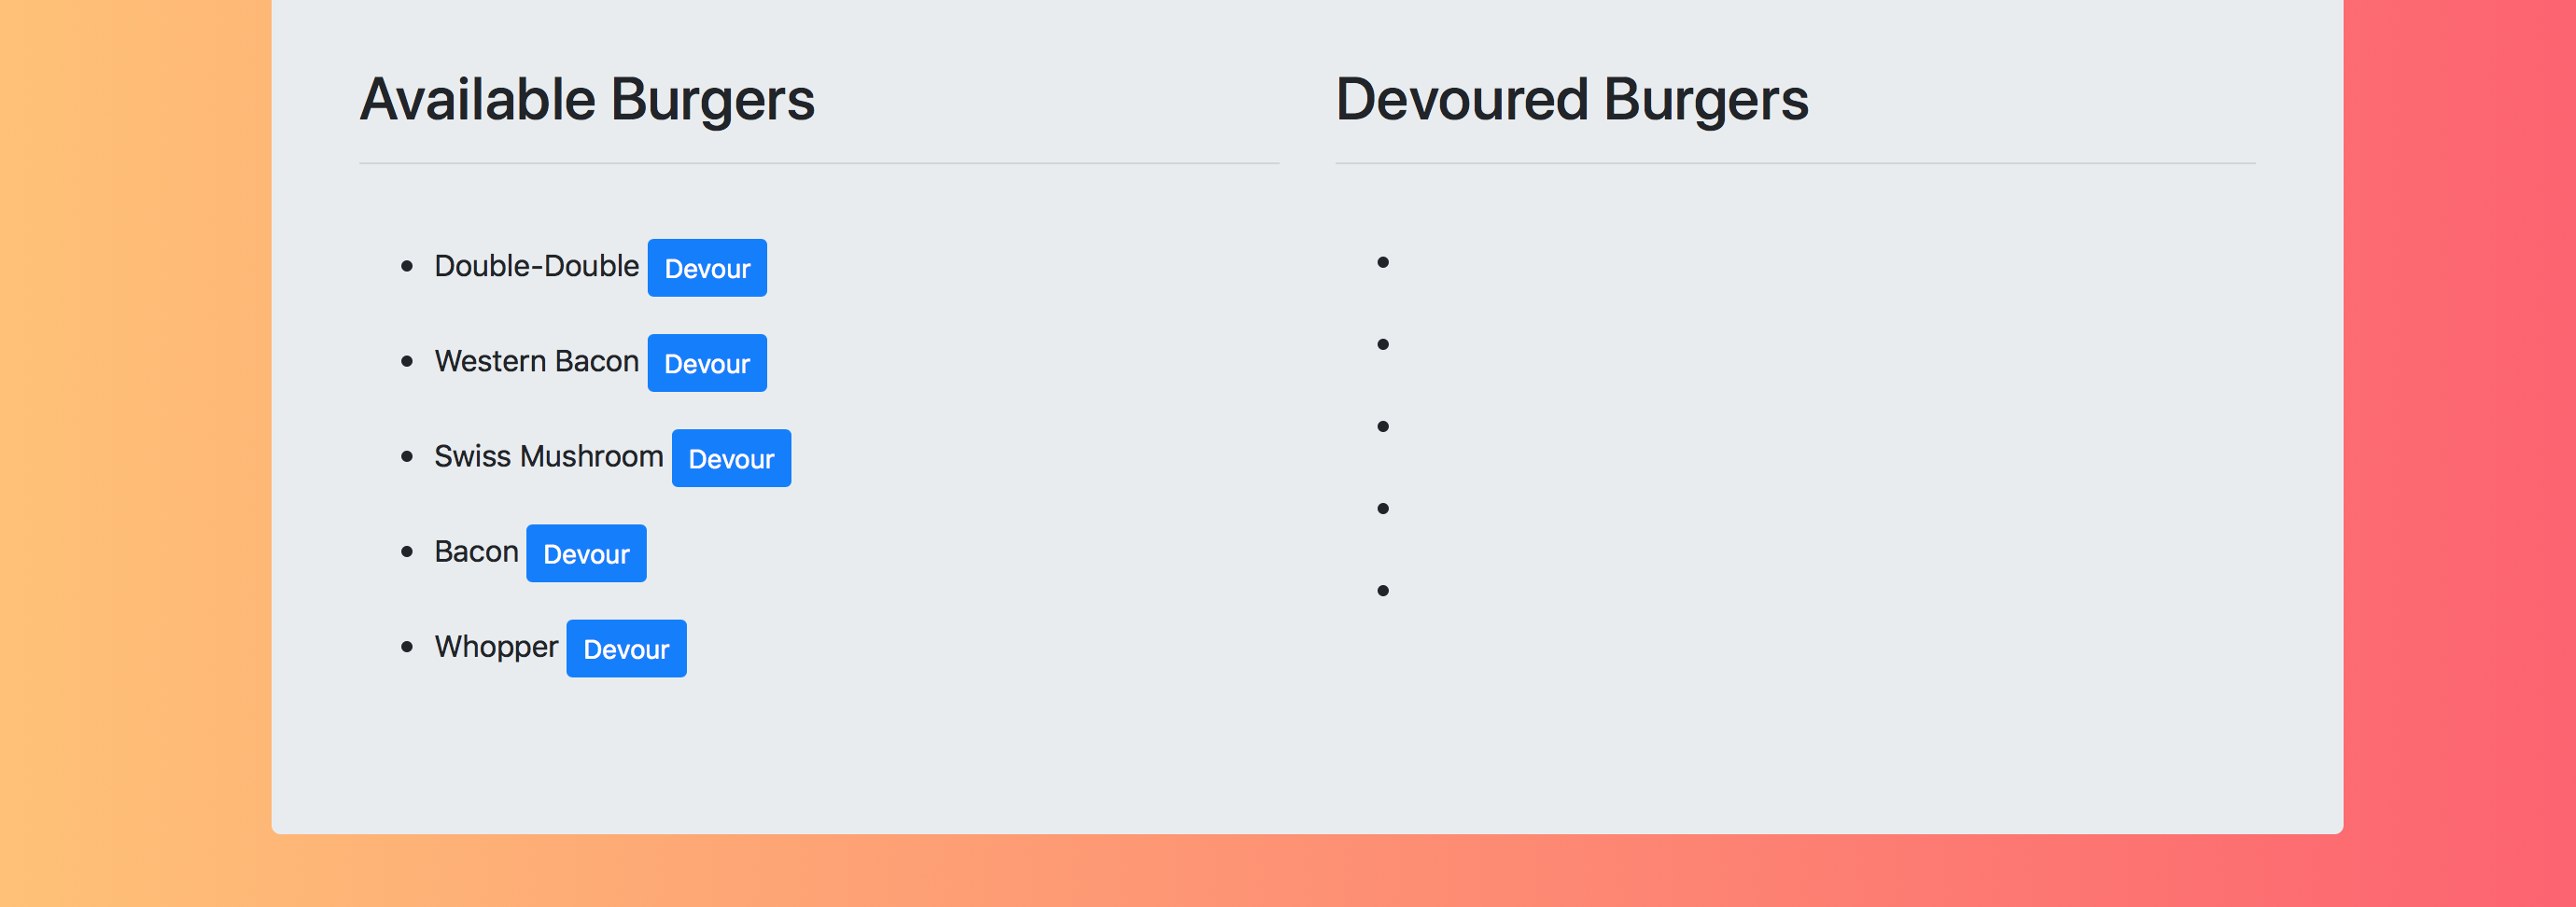 Available Burgers
Devoured Burgers
Double-Double Devour
Western Bacon Devour
Swiss Mushroom Devour
Bacon Devour
Whopper Devour